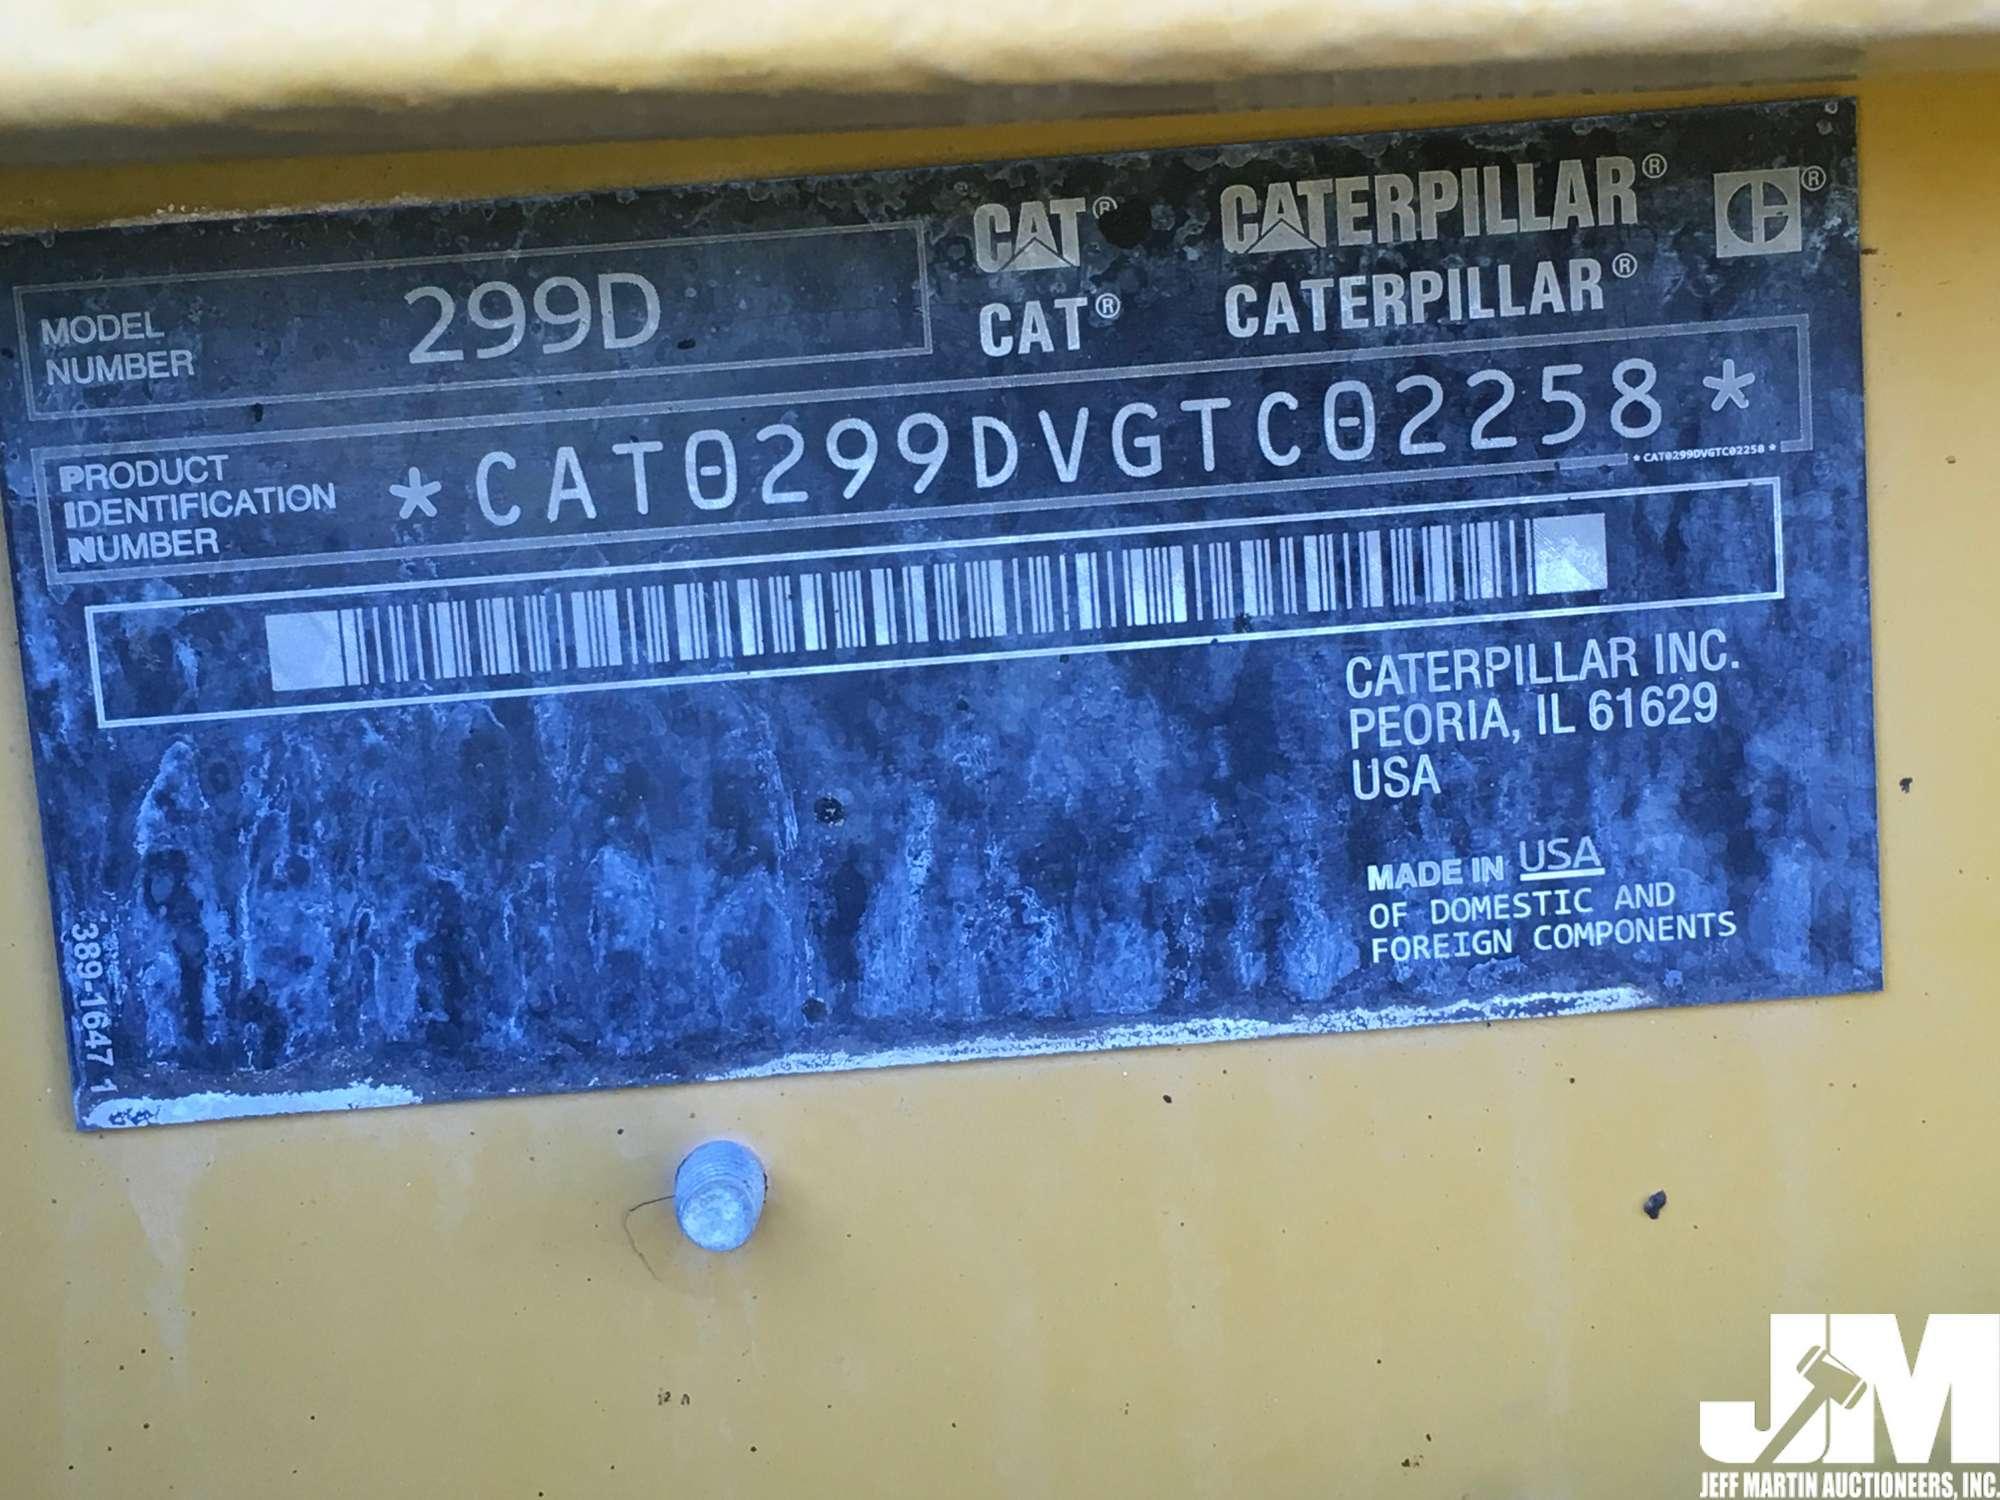 MODEL
NUMBER
299D
CAT® CATERPILLAR® ®
CAT® CATERPILLAR®
PRODUCT
IDENTIFICATION
NUMBER
*CAT0299DVGTC02258*
*CAT0299DVGTC02258*
CATERPILLAR INC.
PEORIA, IL 61629
USA
MADE IN USA
OF DOMESTIC AND
FOREIGN COMPONENTS
389-1647 1
JM
JEFF MARTIN AUCTIONEERS, INC.